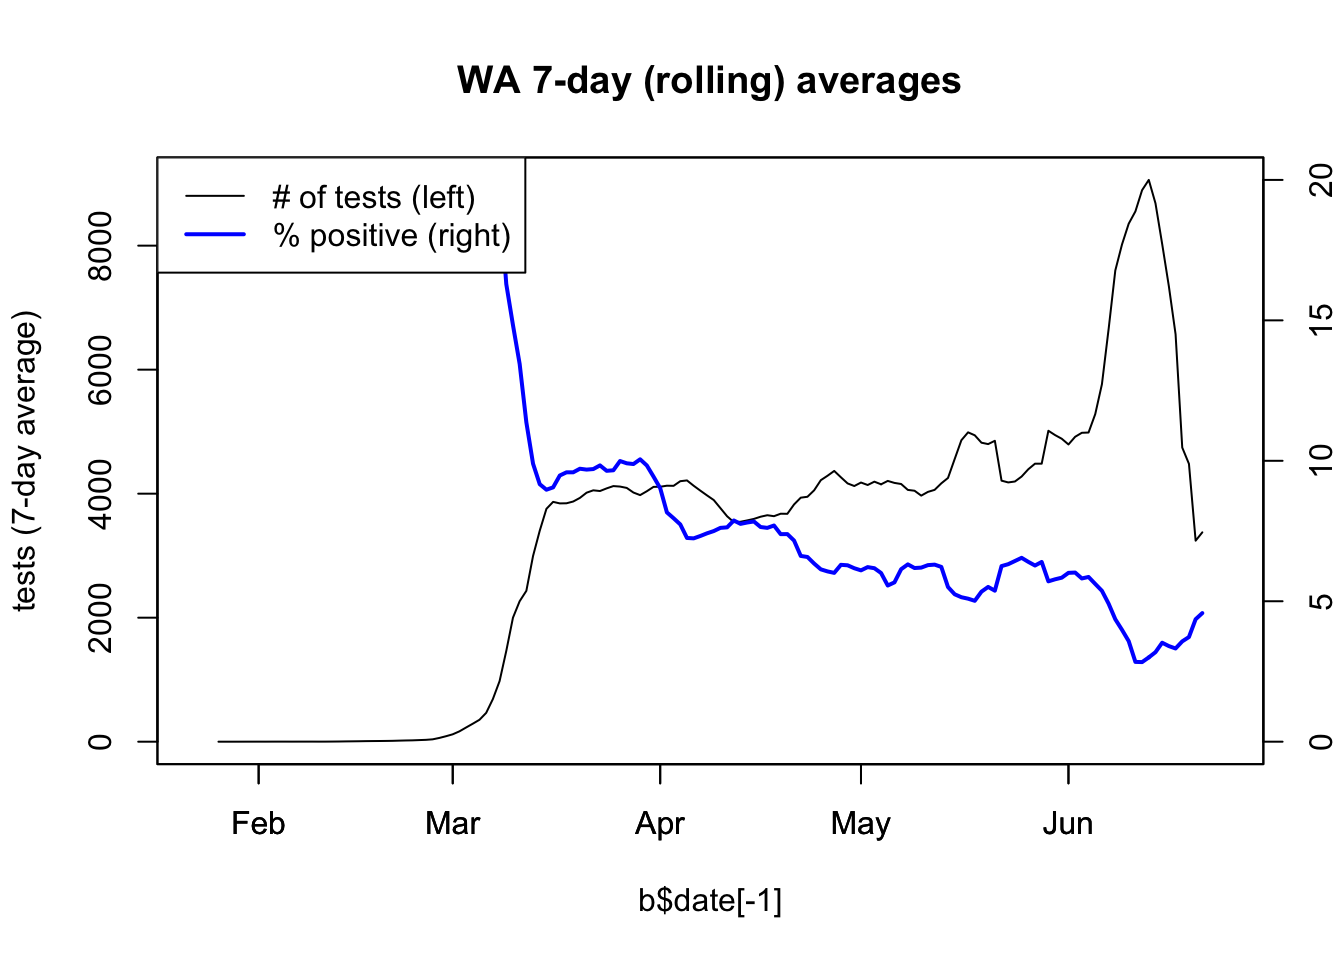 WA 7-day (rolling) averages
# of tests (left)
% positive (right)
tests (7-day average)
8000
6000
4000
2000
0
20
15
10
5
0
Feb Mar Apr May Jun
b$date[-1]